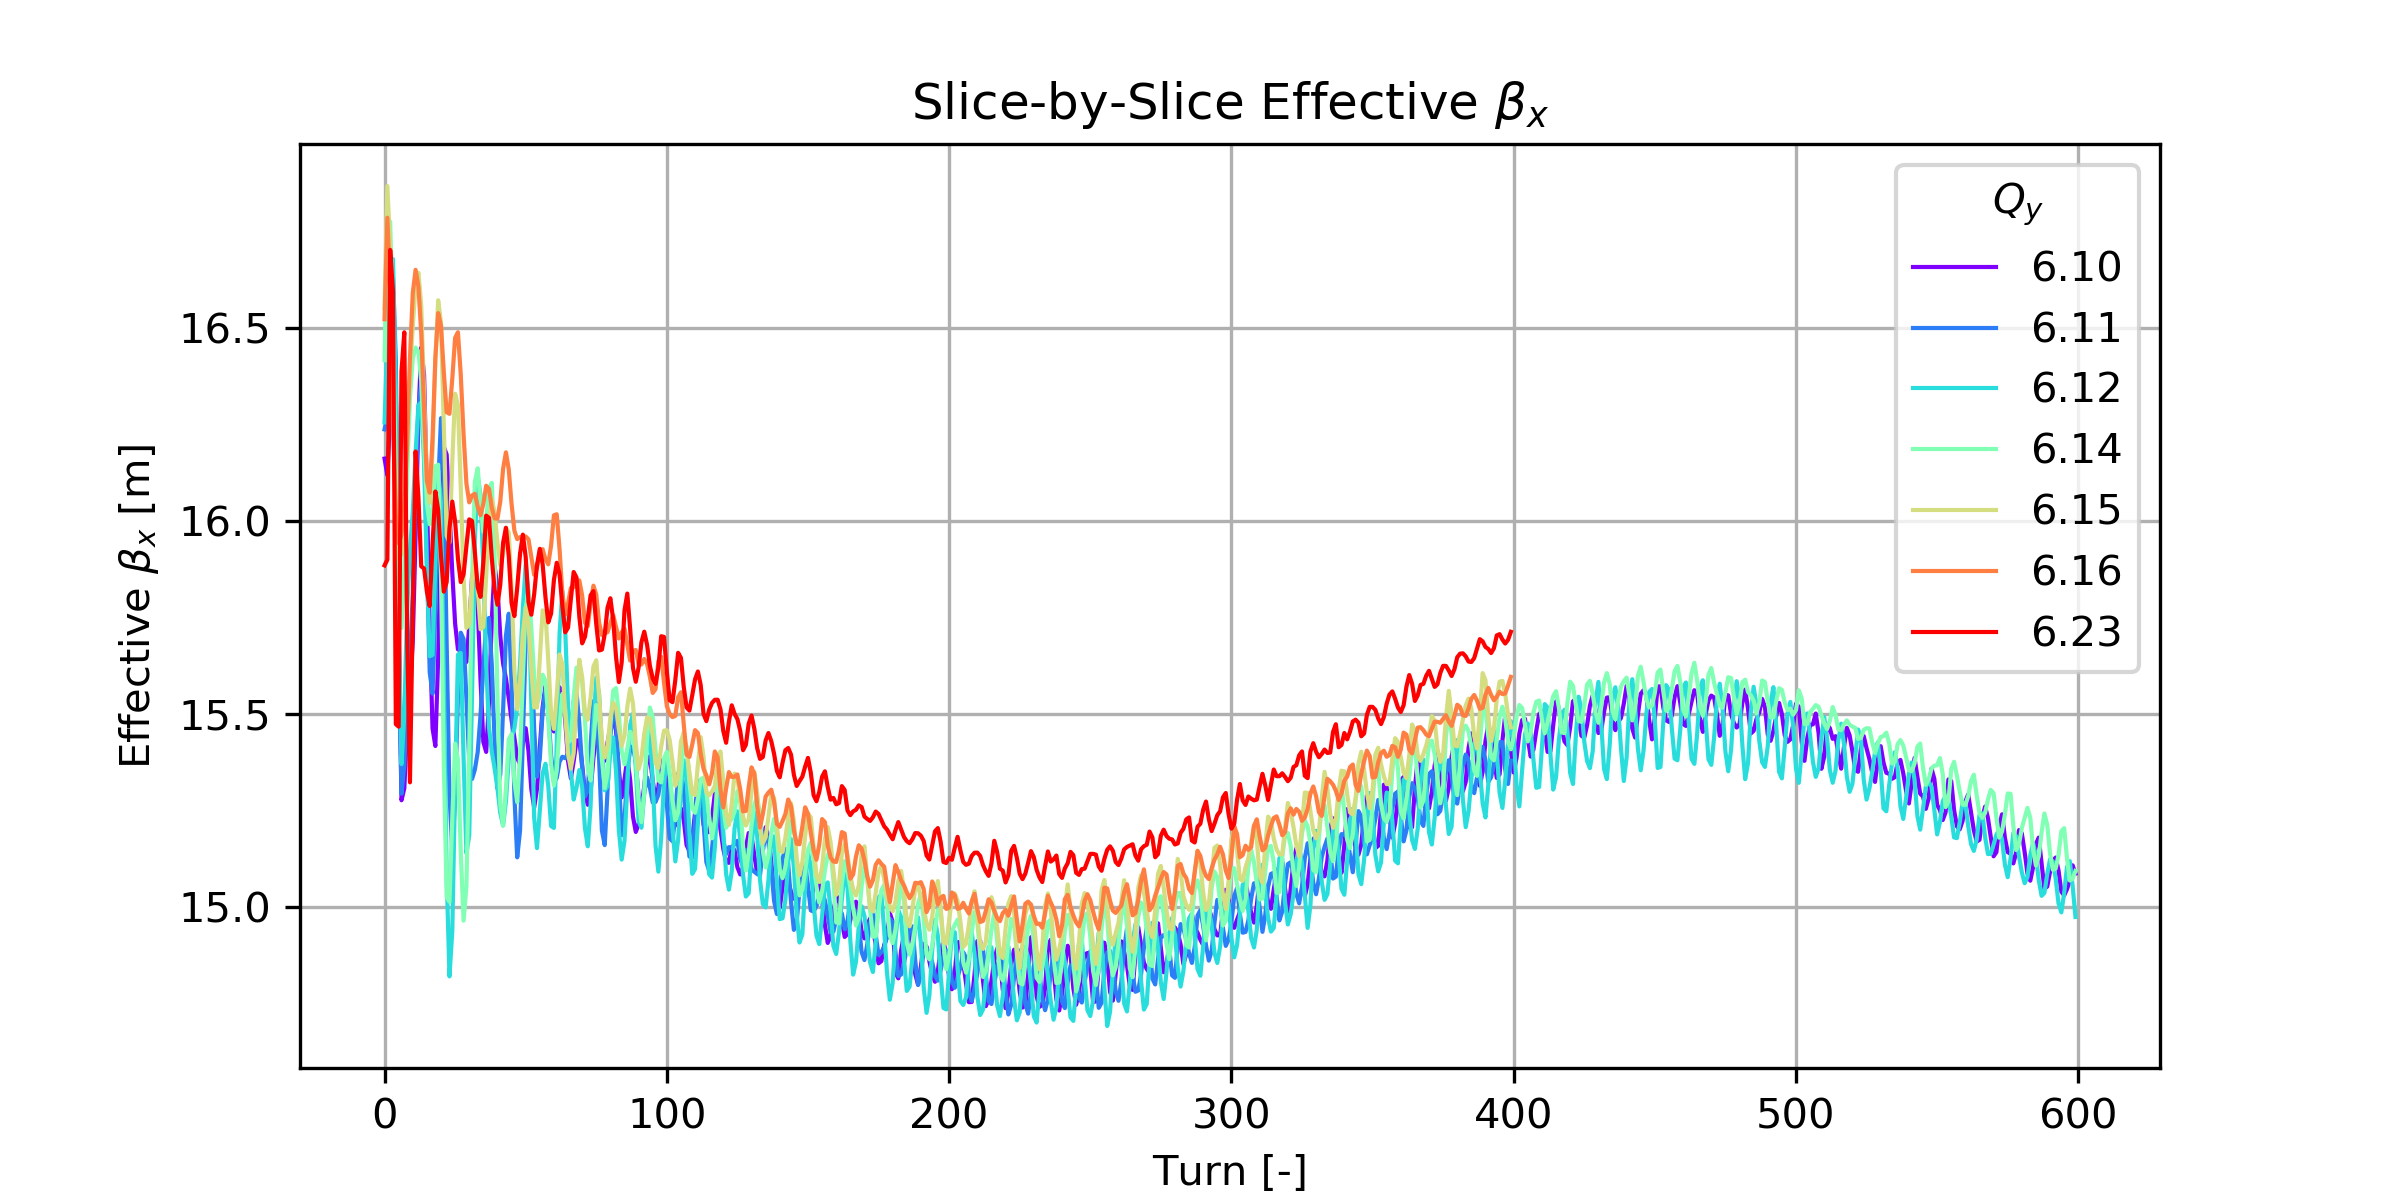 Slice-by-Slice Effective βx
Effective βx [m]
16.5
16.0
15.5
15.0
0 100 200 300 400 500 600
Turn [-]
Qy
6.10
6.11
6.12
6.14
6.15
6.16
6.23